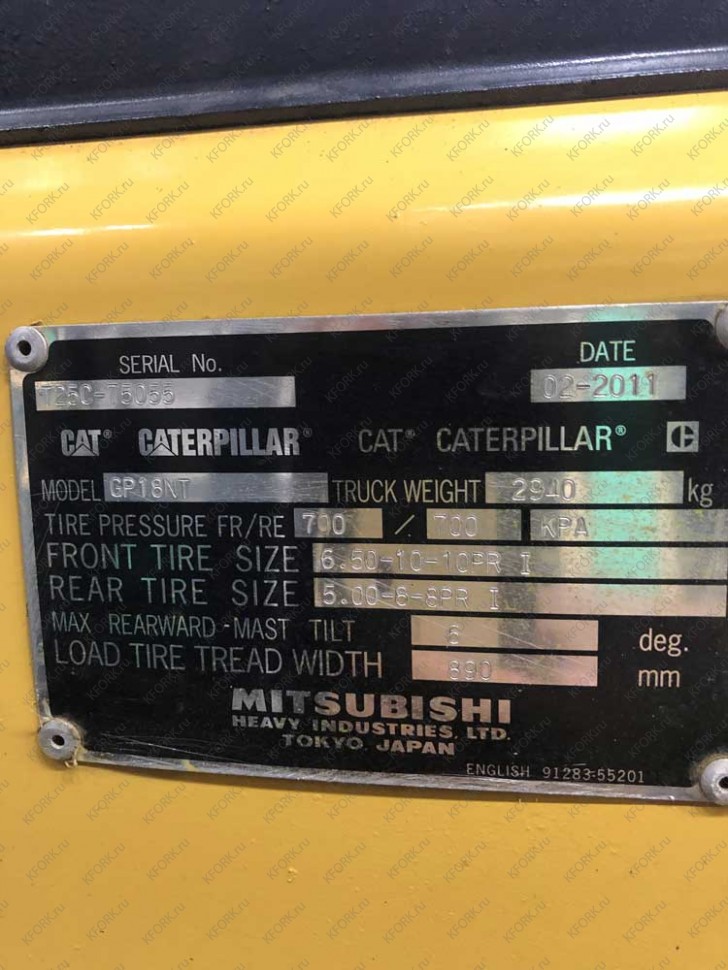 SERIAL No.
DATE
T25C-75055
02-2011
CAT® CATERPILLAR® CAT® CATERPILLAR®
MODEL GP18NT TRUCK WEIGHT 2940 kg
TIRE PRESSURE FR/RE 700 / 700 KPA
FRONT TIRE SIZE 6.50-10-10PR I
REAR TIRE SIZE 5.00-8-8PR I
MAX REARWARD-MAST TILT 6 deg.
LOAD TIRE TREAD WIDTH 890 mm
MITSUBISHI
HEAVY INDUSTRIES, LTD.
TOKYO, JAPAN
ENGLISH 91283-55201
KFORK.ru